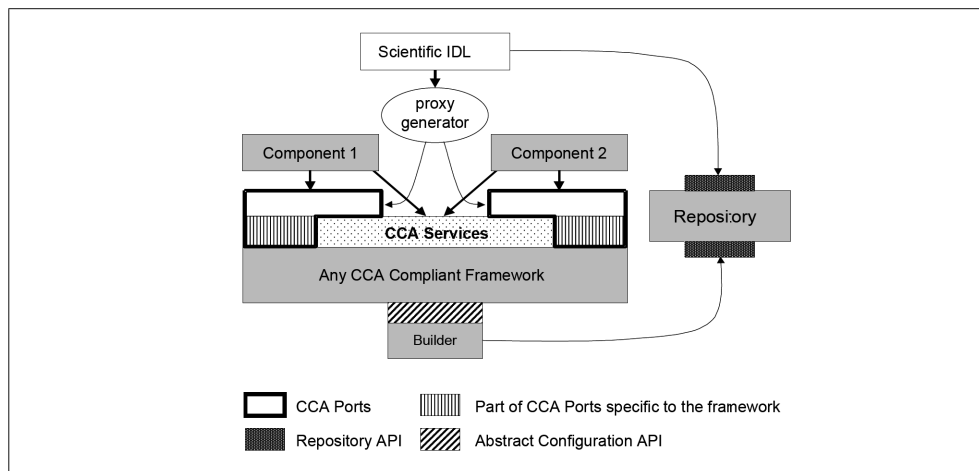 Scientific IDL
proxy
generator
Component 1
Component 2
Repository
CCA Services
Any CCA Compliant Framework
Builder
CCA Ports
Part of CCA Ports specific to the framework
Repository API
Abstract Configuration API